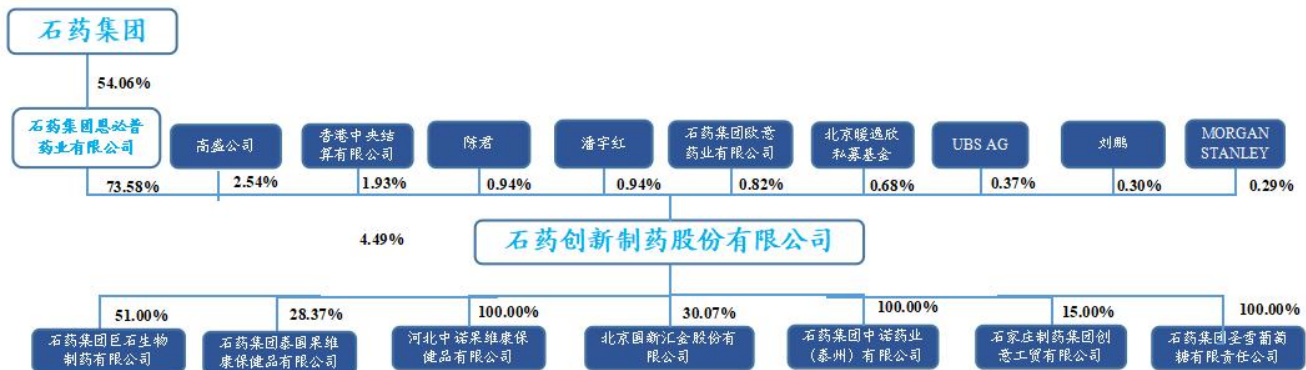 石药集团
54.06%
石药集团恩必普
药业有限公司
高盛公司
香港中央结
算有限公司
陈君
潘宇红
石药集团欧意
药业有限公司
北京暖逸欣
私募基金
UBS AG
刘鹏
MORGAN
STANLEY
73.58%
2.54%
1.93%
0.94%
0.94%
0.82%
0.68%
0.37%
0.30%
0.29%
4.49%
石药创新制药股份有限公司
51.00%
28.37%
100.00%
30.07%
100.00%
15.00%
100.00%
石药集团巨石生物
制药有限公司
石药集团泰国果维
康保健品有限公司
河北中诺果维康保
健品有限公司
北京国新汇金股份有
限公司
石药集团中诺药业
（泰州）有限公司
石家庄制药集团创
意工贸有限公司
石药集团圣雪葡萄
糖有限责任公司